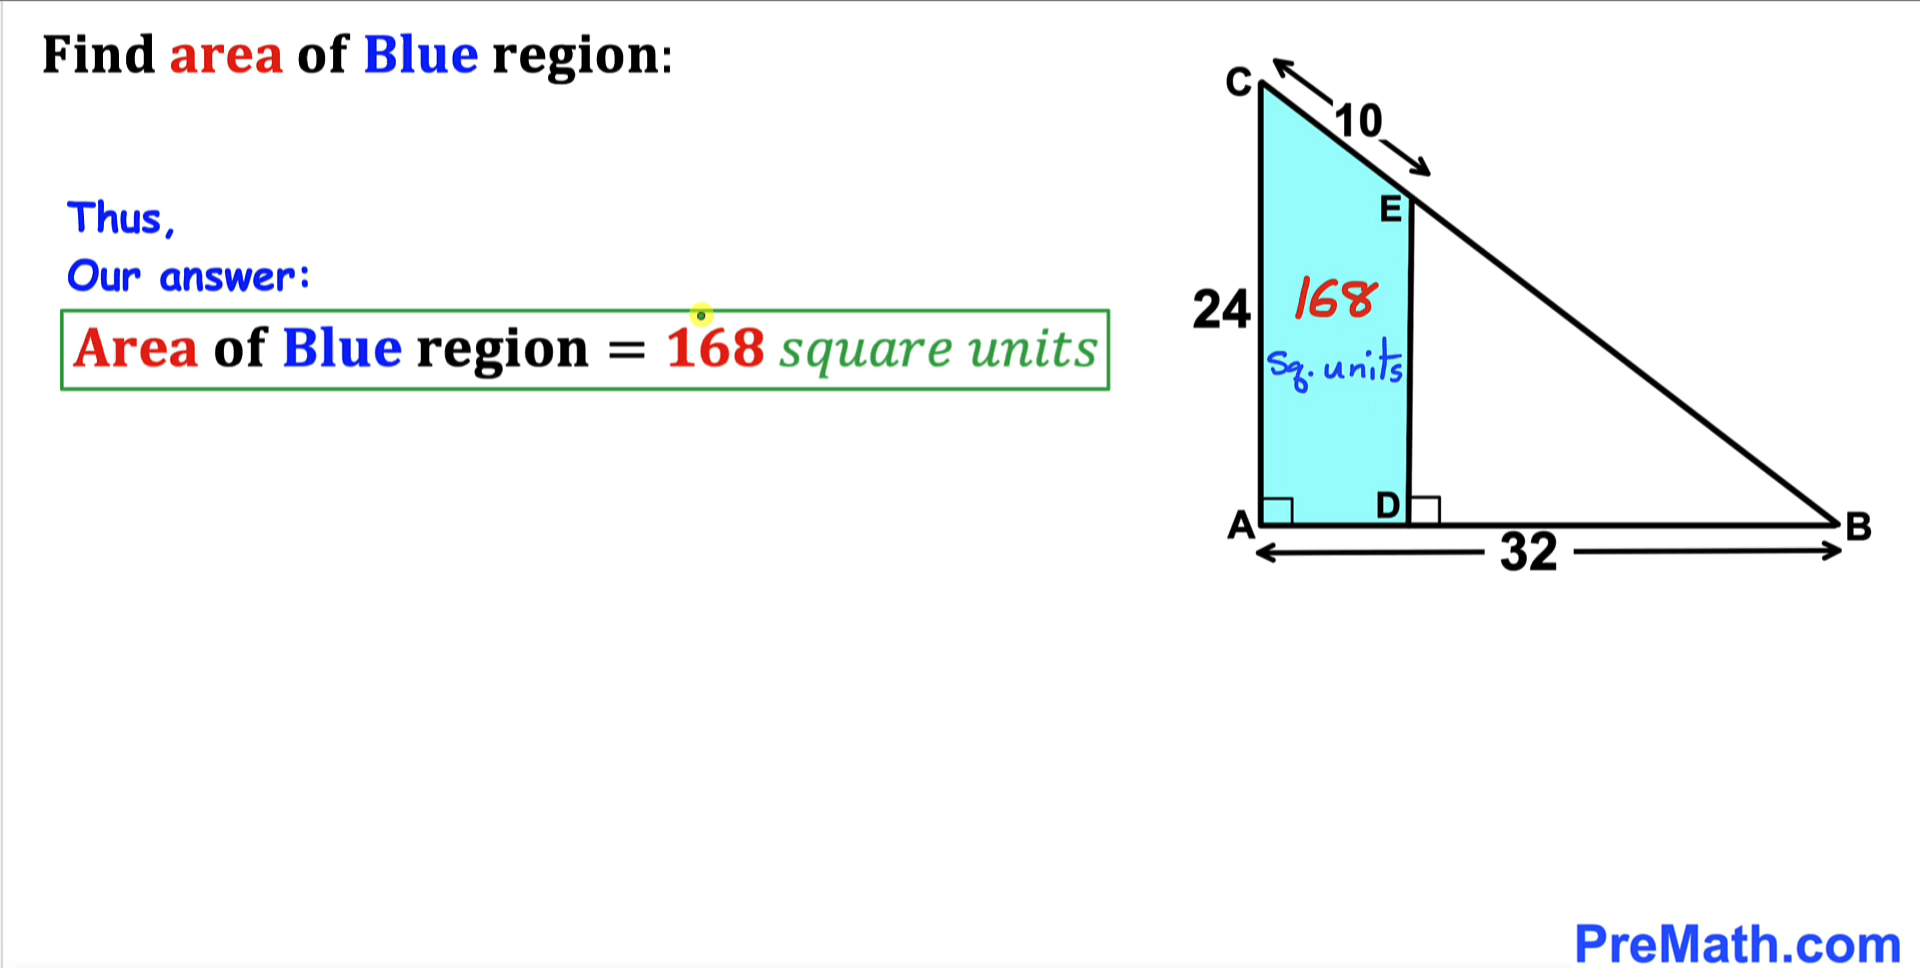 Find area of Blue region:
Thus,
Our answer:
Area of Blue region = 168 square units
C
10
E
24
168
Sq. units
A
D
B
32
PreMath.com